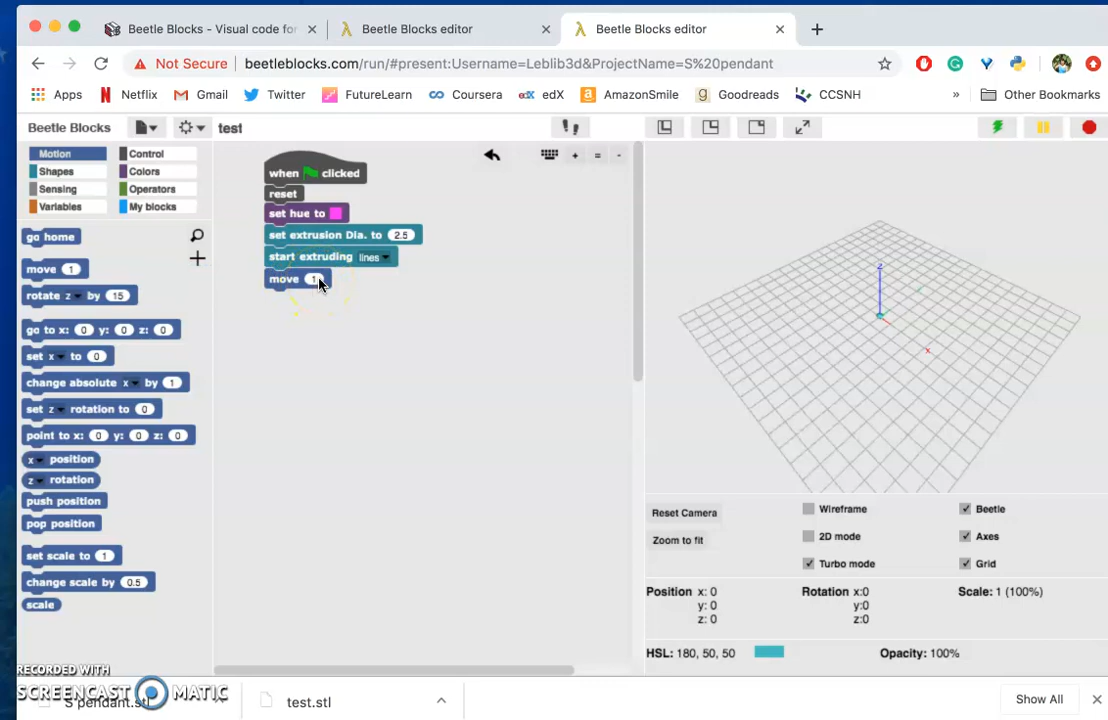 Beetle Blocks - Visual code for
Beetle Blocks editor
Beetle Blocks editor
Not Secure
beetleblocks.com/run/#present:Username=Leblib3d&ProjectName=S%20pendant
Apps
Netflix
Gmail
Twitter
FutureLearn
Coursera
edX
AmazonSmile
Goodreads
CCSNH
»
Other Bookmarks
Beetle Blocks
test
Motion
Control
Shapes
Colors
Sensing
Operators
Variables
My blocks
go home
move 1
rotate z by 15
go to x: 0 y: 0 z: 0
set x to 0
change absolute x by 1
set z rotation to 0
point to x: 0 y: 0 z: 0
x position
z rotation
push position
pop position
set scale to 1
change scale by 0.5
scale
+ = -
when clicked
reset
set hue to
set extrusion Dia. to 2.5
start extruding lines
move 1
z
x
Reset Camera
Zoom to fit
Wireframe
2D mode
Turbo mode
Beetle
Axes
Grid
Position x: 0
y: 0
z: 0
Rotation x:0
y:0
z:0
Scale: 1 (100%)
HSL: 180, 50, 50
Opacity: 100%
RECORDED WITH
SCREENCAST MATIC
S pendant.stl
test.stl
Show All